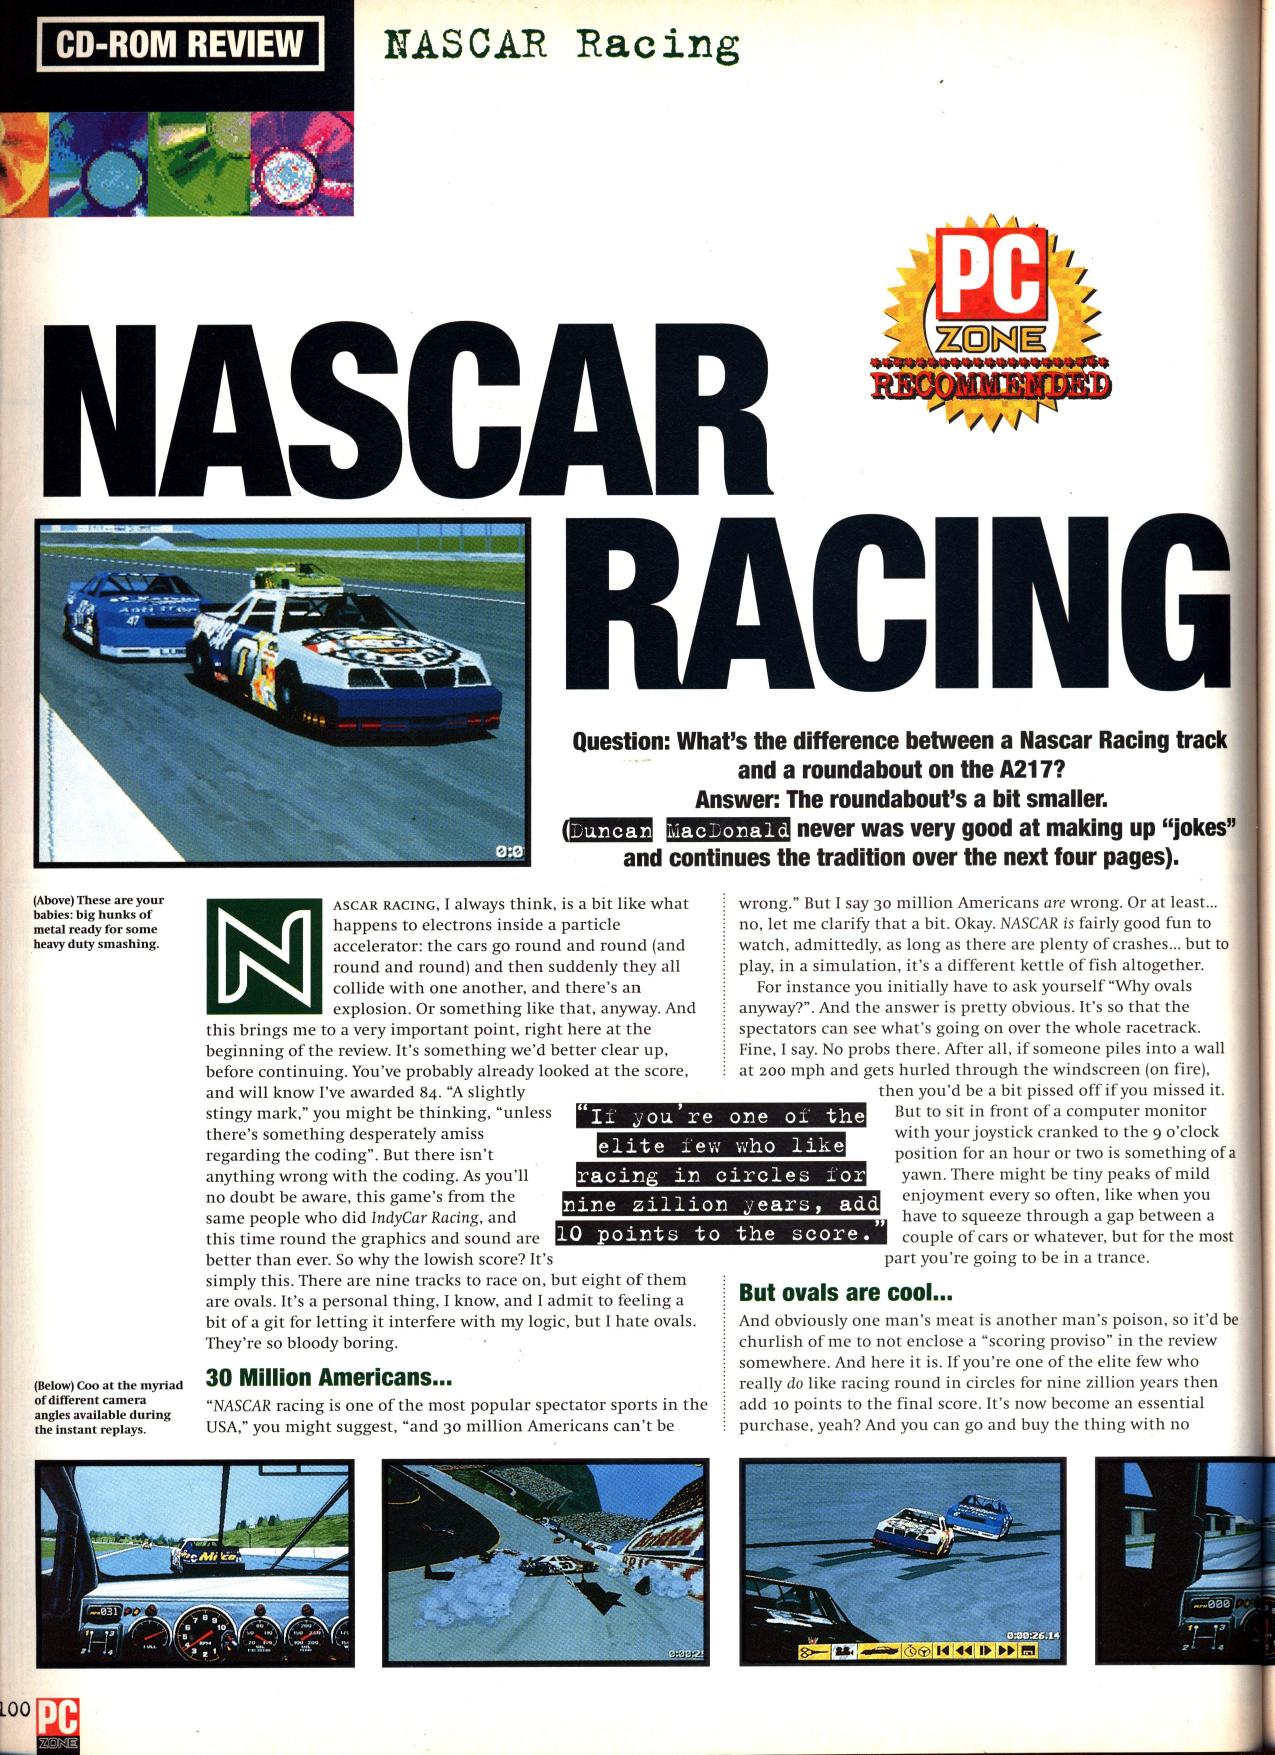 CD-ROM REVIEW
NASCAR Racing
PC
ZONE
RECOMMENDED
NASCAR
RACING
47
0:0
Question: What's the difference between a Nascar Racing track
and a roundabout on the A217?
Answer: The roundabout's a bit smaller.
(Duncan MacDonald never was very good at making up “jokes”
and continues the tradition over the next four pages).
(Above) These are your
babies: big hunks of
metal ready for some
heavy duty smashing.
N
ASCAR RACING, I always think, is a bit like what
happens to electrons inside a particle
accelerator: the cars go round and round (and
round and round) and then suddenly they all
collide with one another, and there's an
explosion. Or something like that, anyway. And
this brings me to a very important point, right here at the
beginning of the review. It's something we'd better clear up,
before continuing. You've probably already looked at the score,
and will know I've awarded 84. “A slightly
stingy mark,” you might be thinking, “unless
there's something desperately amiss
regarding the coding”. But there isn't
anything wrong with the coding. As you'll
no doubt be aware, this game's from the
same people who did IndyCar Racing, and
this time round the graphics and sound are
better than ever. So why the lowish score? It's
simply this. There are nine tracks to race on, but eight of them
are ovals. It's a personal thing, I know, and I admit to feeling a
bit of a git for letting it interfere with my logic, but I hate ovals.
They're so bloody boring.
30 Million Americans...
“NASCAR racing is one of the most popular spectator sports in the
USA,” you might suggest, “and 30 million Americans can't be
wrong.” But I say 30 million Americans are wrong. Or at least...
no, let me clarify that a bit. Okay. NASCAR is fairly good fun to
watch, admittedly, as long as there are plenty of crashes... but to
play, in a simulation, it's a different kettle of fish altogether.
For instance you initially have to ask yourself “Why ovals
anyway?”. And the answer is pretty obvious. It's so that the
spectators can see what's going on over the whole racetrack.
Fine, I say. No probs there. After all, if someone piles into a wall
at 200 mph and gets hurled through the windscreen (on fire),
then you'd be a bit pissed off if you missed it.
But to sit in front of a computer monitor
with your joystick cranked to the 9 o'clock
position for an hour or two is something of a
yawn. There might be tiny peaks of mild
enjoyment every so often, like when you
have to squeeze through a gap between a
couple of cars or whatever, but for the most
part you're going to be in a trance.
“If you're one of the
elite few who like
racing in circles for
nine zillion years, add
10 points to the score.”
But ovals are cool...
And obviously one man's meat is another man's poison, so it'd be
churlish of me to not enclose a “scoring proviso” in the review
somewhere. And here it is. If you're one of the elite few who
really do like racing round in circles for nine zillion years then
add 10 points to the final score. It's now become an essential
purchase, yeah? And you can go and buy the thing with no
(Below) Coo at the myriad
of different camera
angles available during
the instant replays.
MPH 031
0:00:26.14
MPH 000
100
PC
ZONE